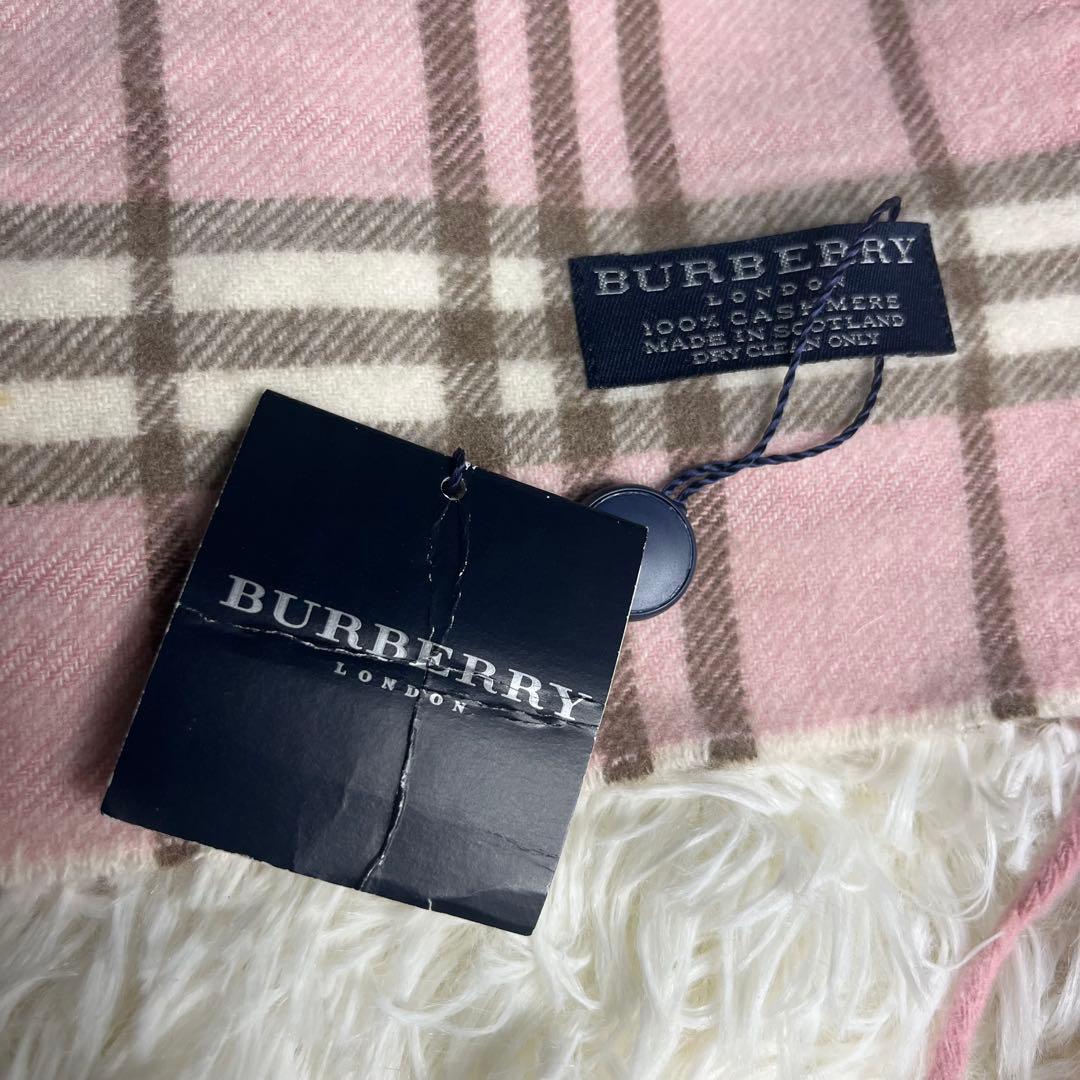 BURBERRY
LONDON
100% CASHMERE
MADE IN SCOTLAND
DRY CLEAN ONLY
BURBERRY
LONDON